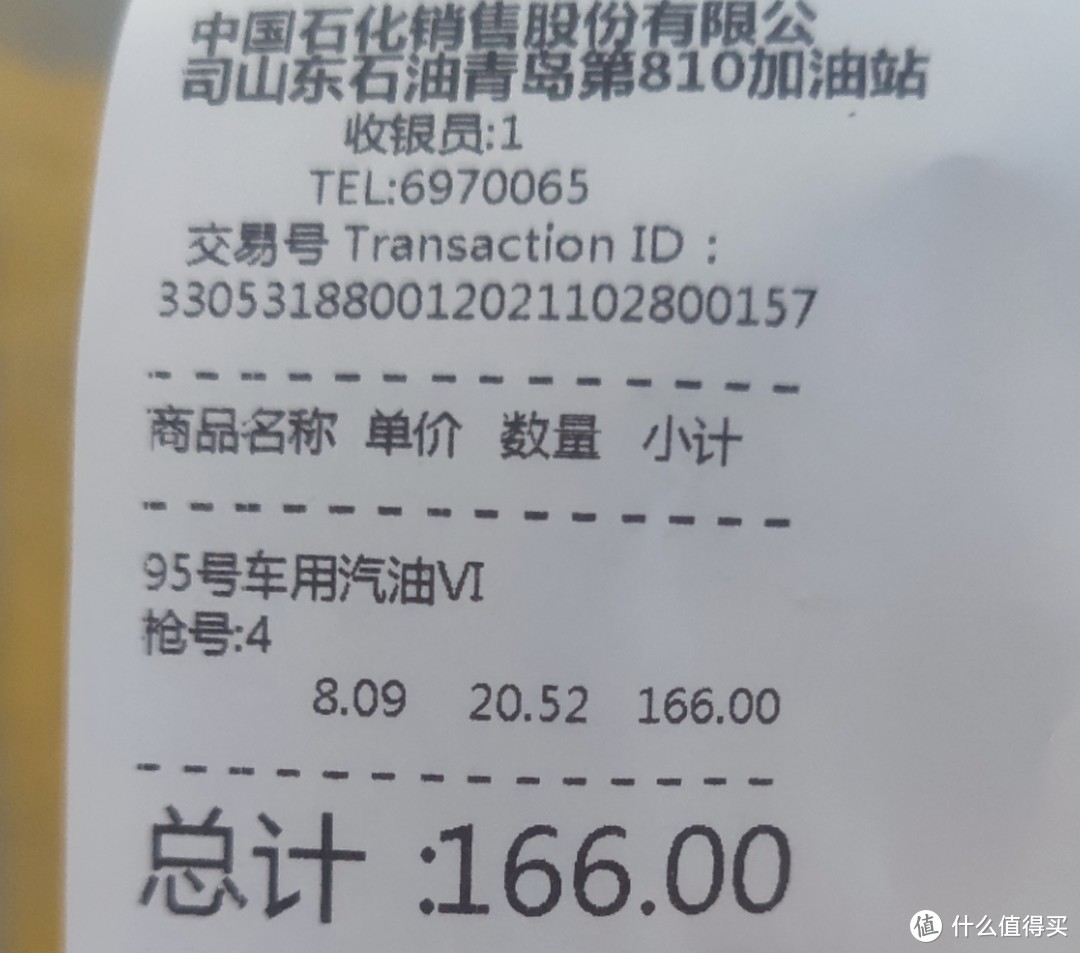 中国石化销售股份有限公
司山东石油青岛第810加油站
收银员:1
TEL:6970065
交易号 Transaction ID：
33053188001202110280​0157
--------------
商品名称 单价 数量 小计
--------------
95号车用汽油VI
枪号:4
8.09 20.52 166.00
--------------
总计 :166.00
值 什么值得买